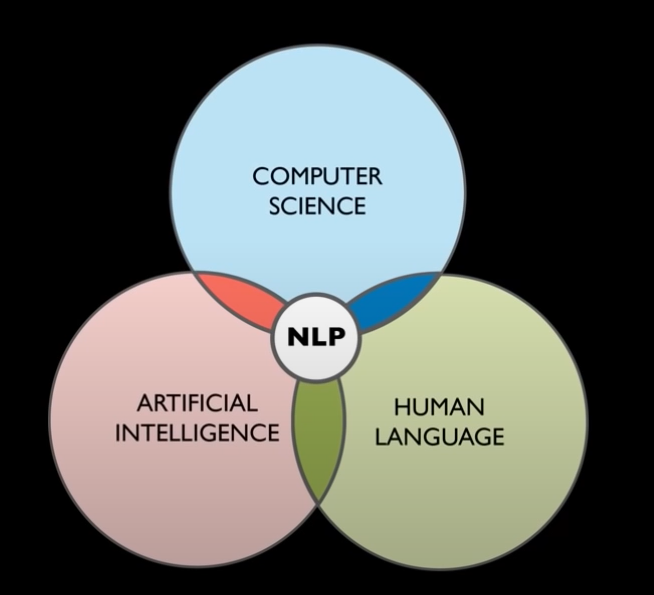 COMPUTER
SCIENCE
NLP
ARTIFICIAL
INTELLIGENCE
HUMAN
LANGUAGE